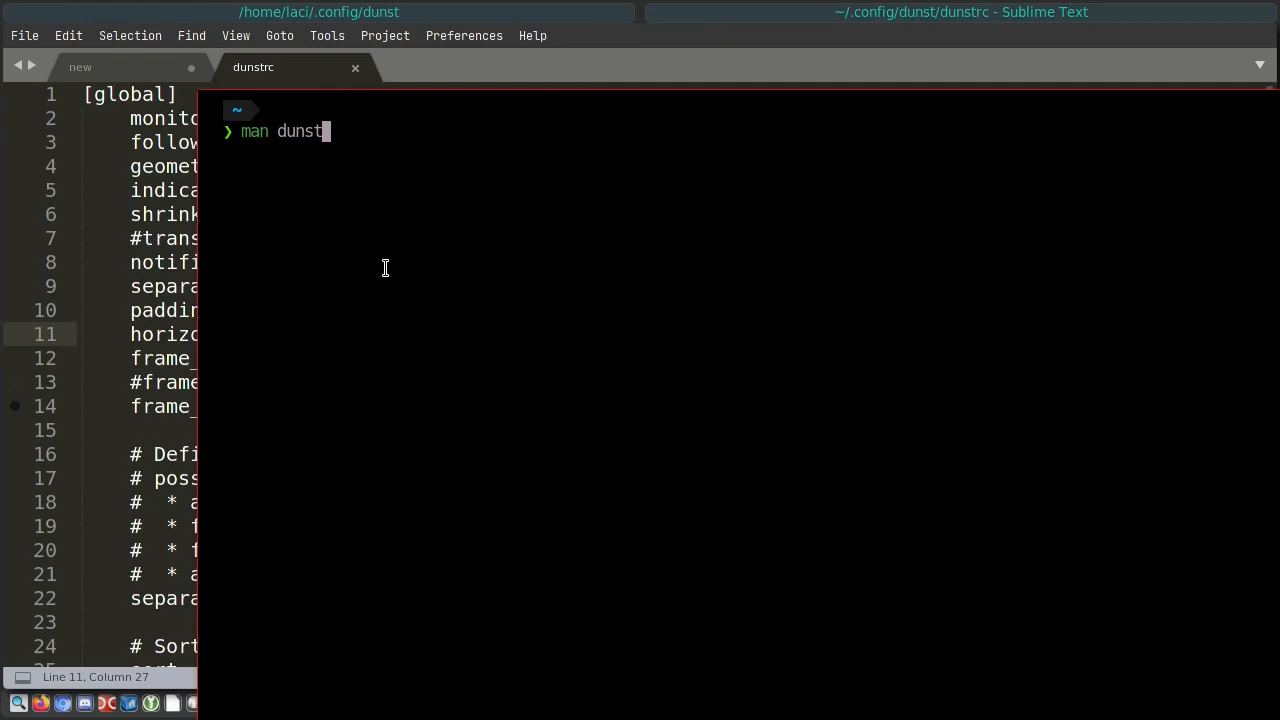 /home/laci/.config/dunst
~/.config/dunst/dunstrc - Sublime Text
File Edit Selection Find View Goto Tools Project Preferences Help
new
dunstrc
1 [global]
2 monito
3 follow
4 geomet
5 indica
6 shrink
7 #trans
8 notifi
9 separa
10 paddin
11 horizo
12 frame_
13 #frame
14 frame_
15
16 # Defi
17 # poss
18 # * a
19 # * f
20 # * f
21 # * a
22 separa
23
24 # Sort
~
❯ man dunst
Line 11, Column 27